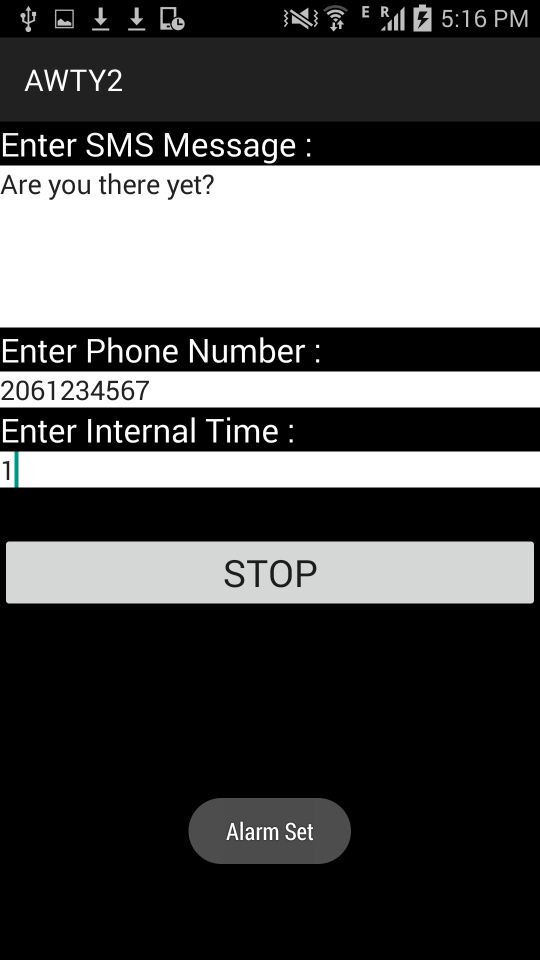 E R 5:16 PM
AWTY2
Enter SMS Message :
Are you there yet?
Enter Phone Number :
2061234567
Enter Internal Time :
1
STOP
Alarm Set